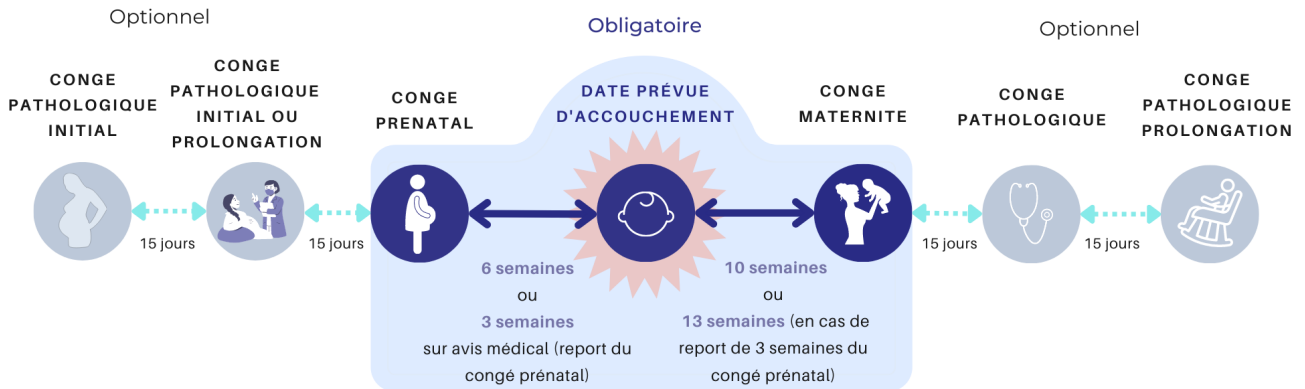 Optionnel
Obligatoire
Optionnel
CONGE
PATHOLOGIQUE
INITIAL
CONGE
PATHOLOGIQUE
INITIAL OU
PROLONGATION
CONGE
PRENATAL
DATE PRÉVUE
D'ACCOUCHEMENT
CONGE
MATERNITE
CONGE
PATHOLOGIQUE
CONGE
PATHOLOGIQUE
PROLONGATION
15 jours
15 jours
6 semaines
ou
3 semaines
sur avis médical (report du
congé prénatal)
10 semaines
ou
13 semaines (en cas de
report de 3 semaines du
congé prénatal)
15 jours
15 jours